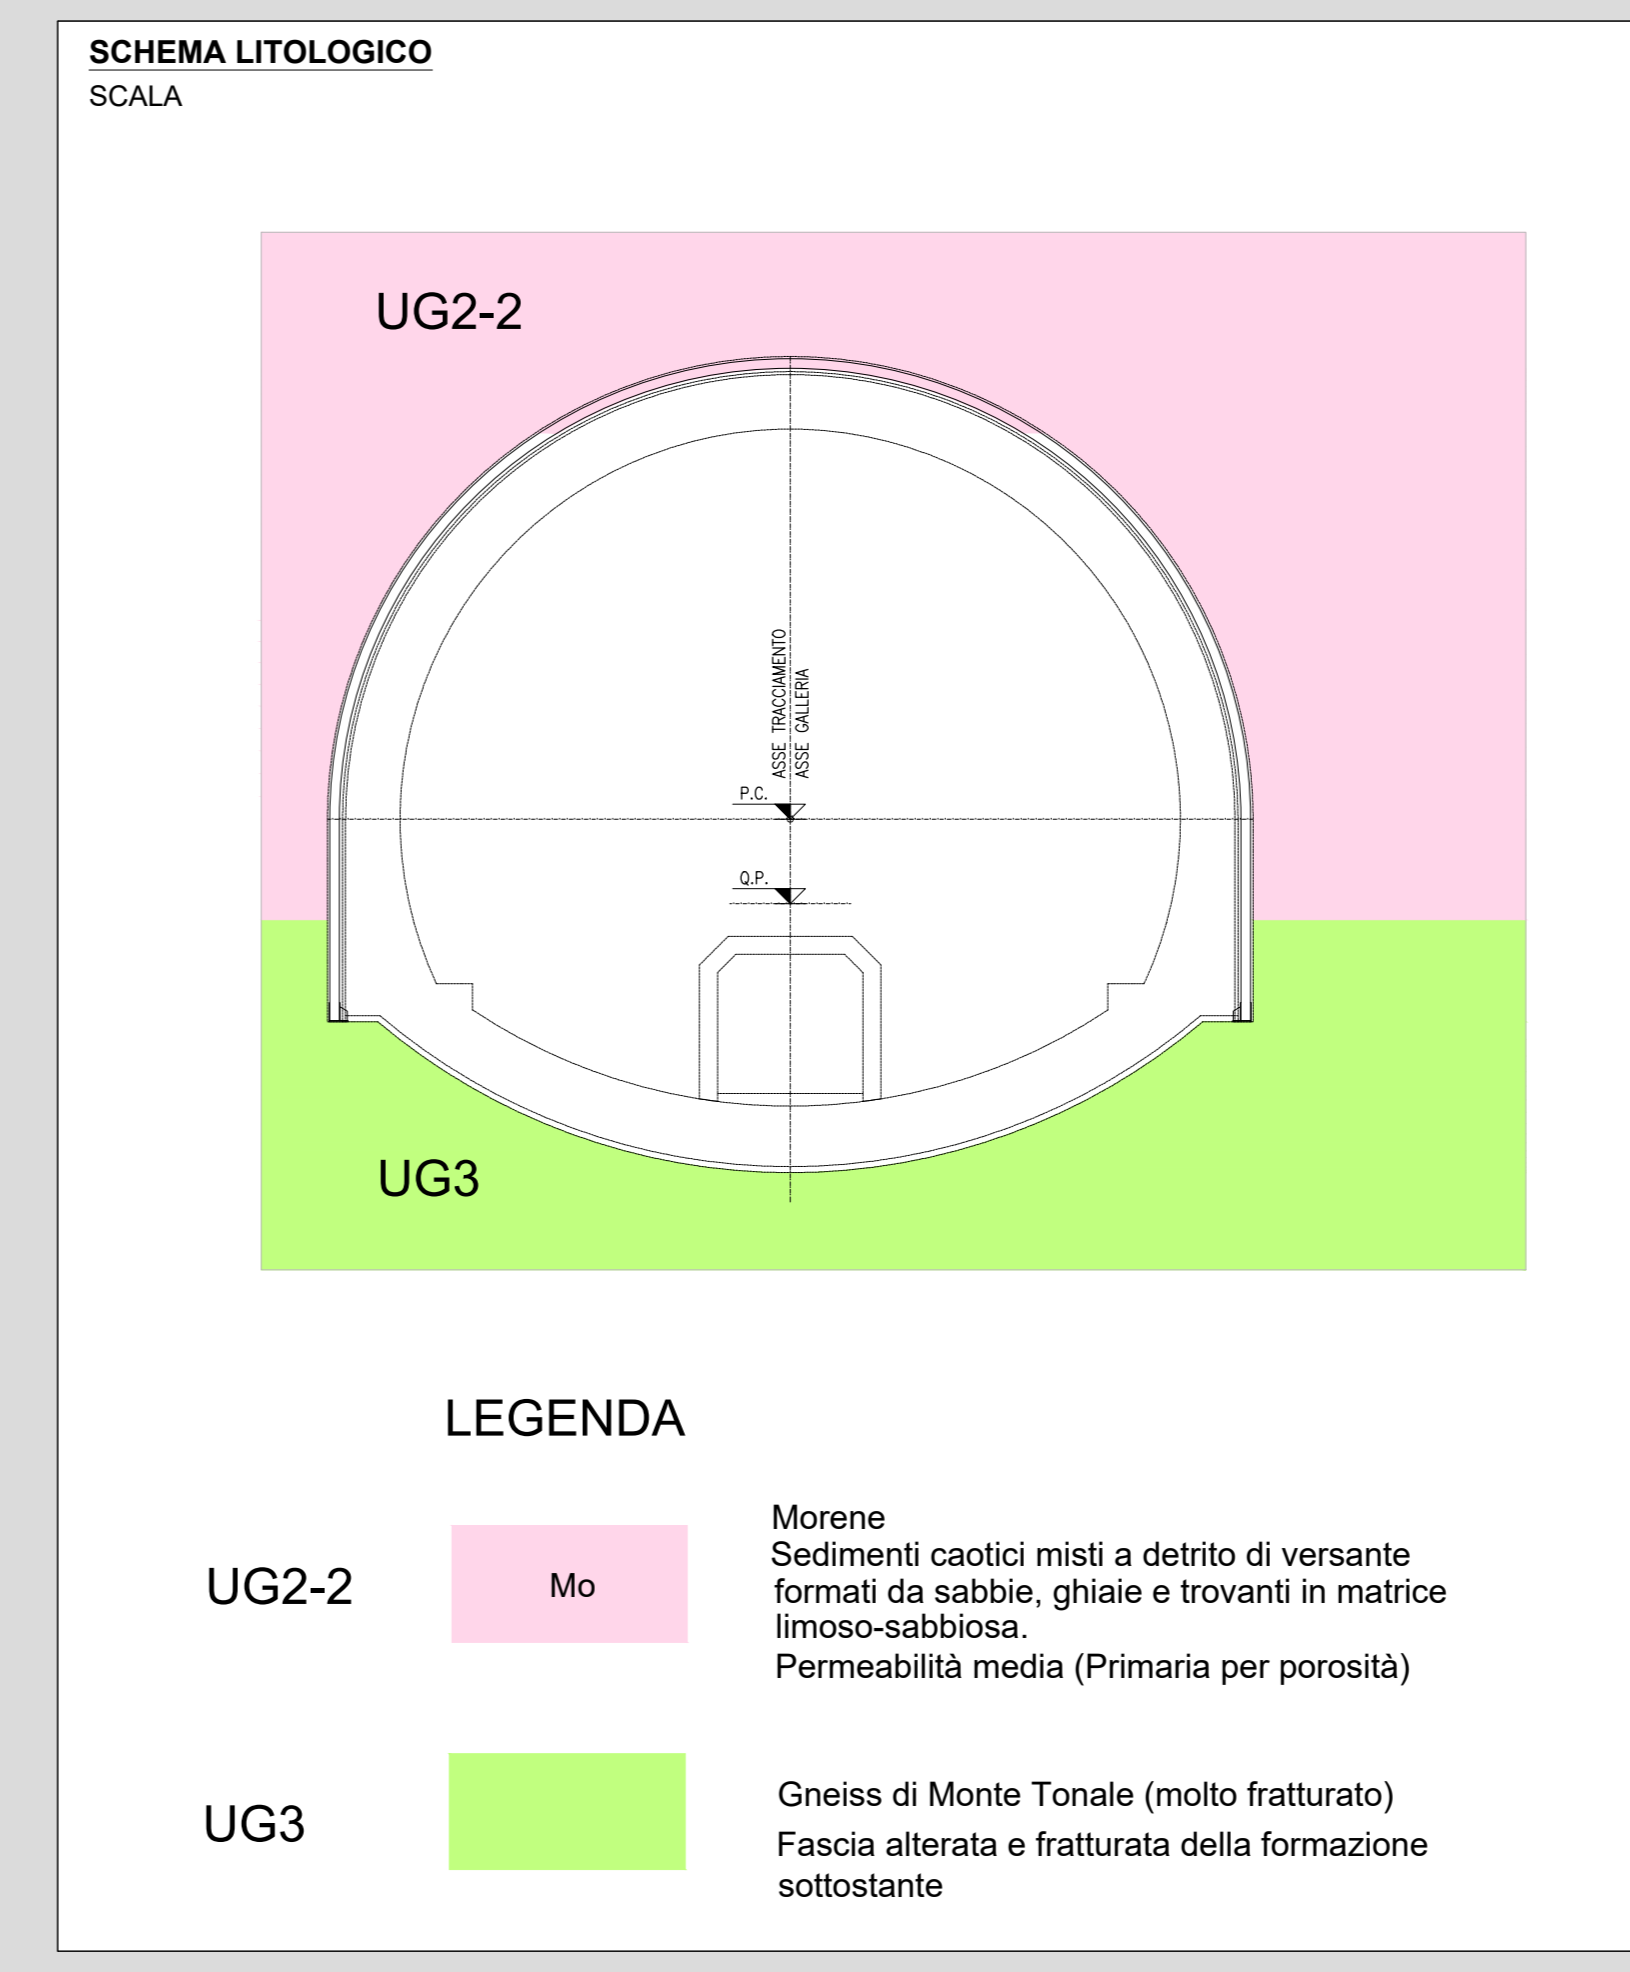 SCHEMA LITOLOGICO
SCALA
UG2-2
ASSE TRACCIAMENTO
ASSE GALLERIA
P.C.
Q.P.
UG3
LEGENDA
UG2-2
Mo
Morene
Sedimenti caotici misti a detrito di versante
formati da sabbie, ghiaie e trovanti in matrice
limoso-sabbiosa.
Permeabilità media (Primaria per porosità)
UG3
Gneiss di Monte Tonale (molto fratturato)
Fascia alterata e fratturata della formazione
sottostante